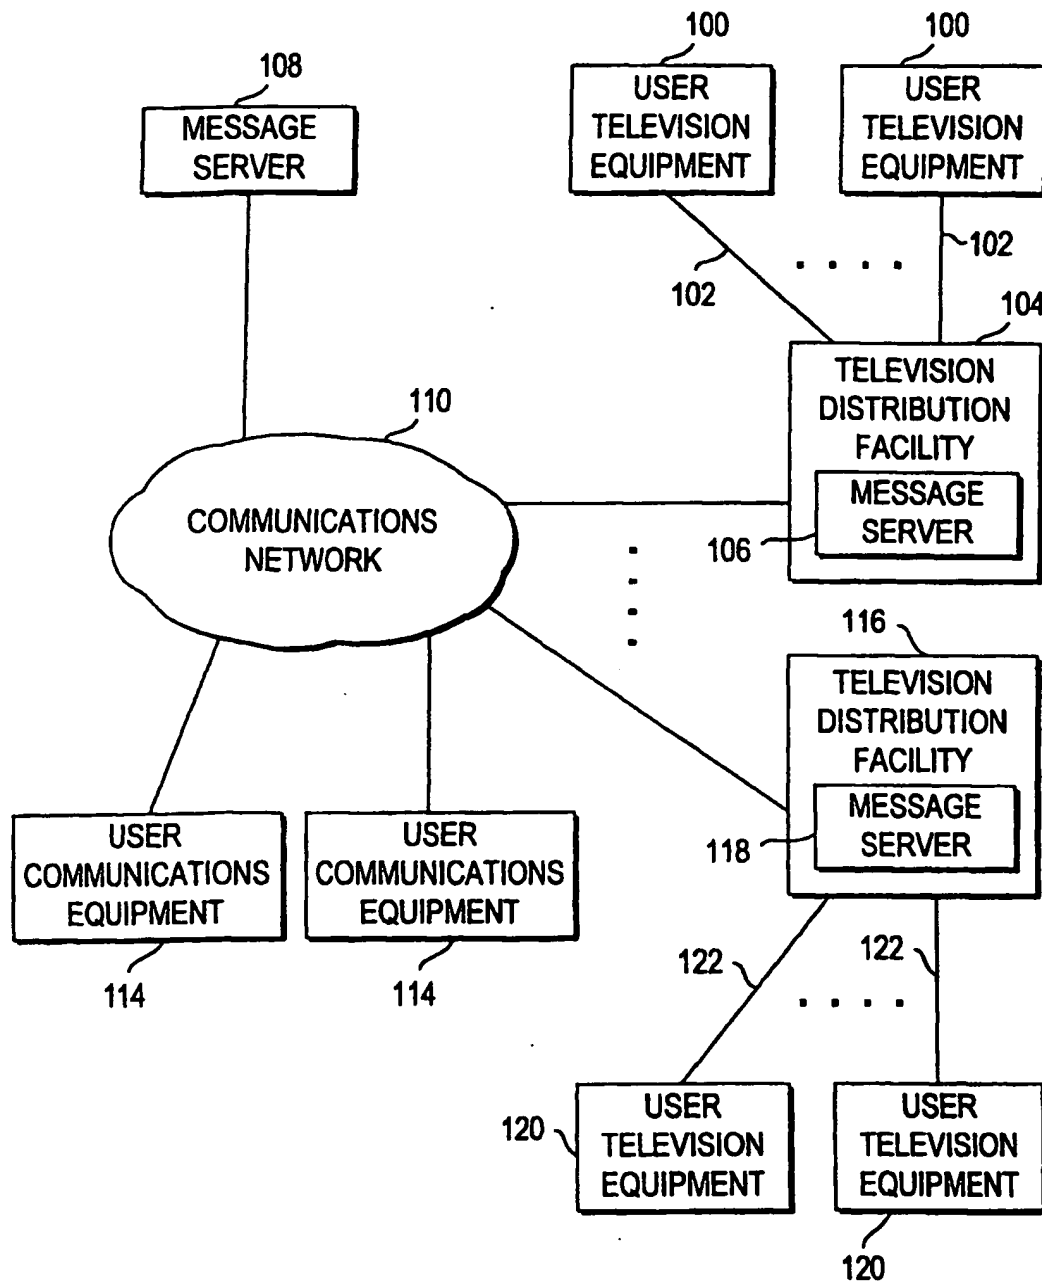 108
MESSAGE
SERVER
100
USER
TELEVISION
EQUIPMENT
100
USER
TELEVISION
EQUIPMENT
102
102
104
TELEVISION
DISTRIBUTION
FACILITY
MESSAGE
SERVER
106
110
COMMUNICATIONS
NETWORK
116
TELEVISION
DISTRIBUTION
FACILITY
MESSAGE
SERVER
118
USER
COMMUNICATIONS
EQUIPMENT
114
USER
COMMUNICATIONS
EQUIPMENT
114
122
122
120
USER
TELEVISION
EQUIPMENT
USER
TELEVISION
EQUIPMENT
120